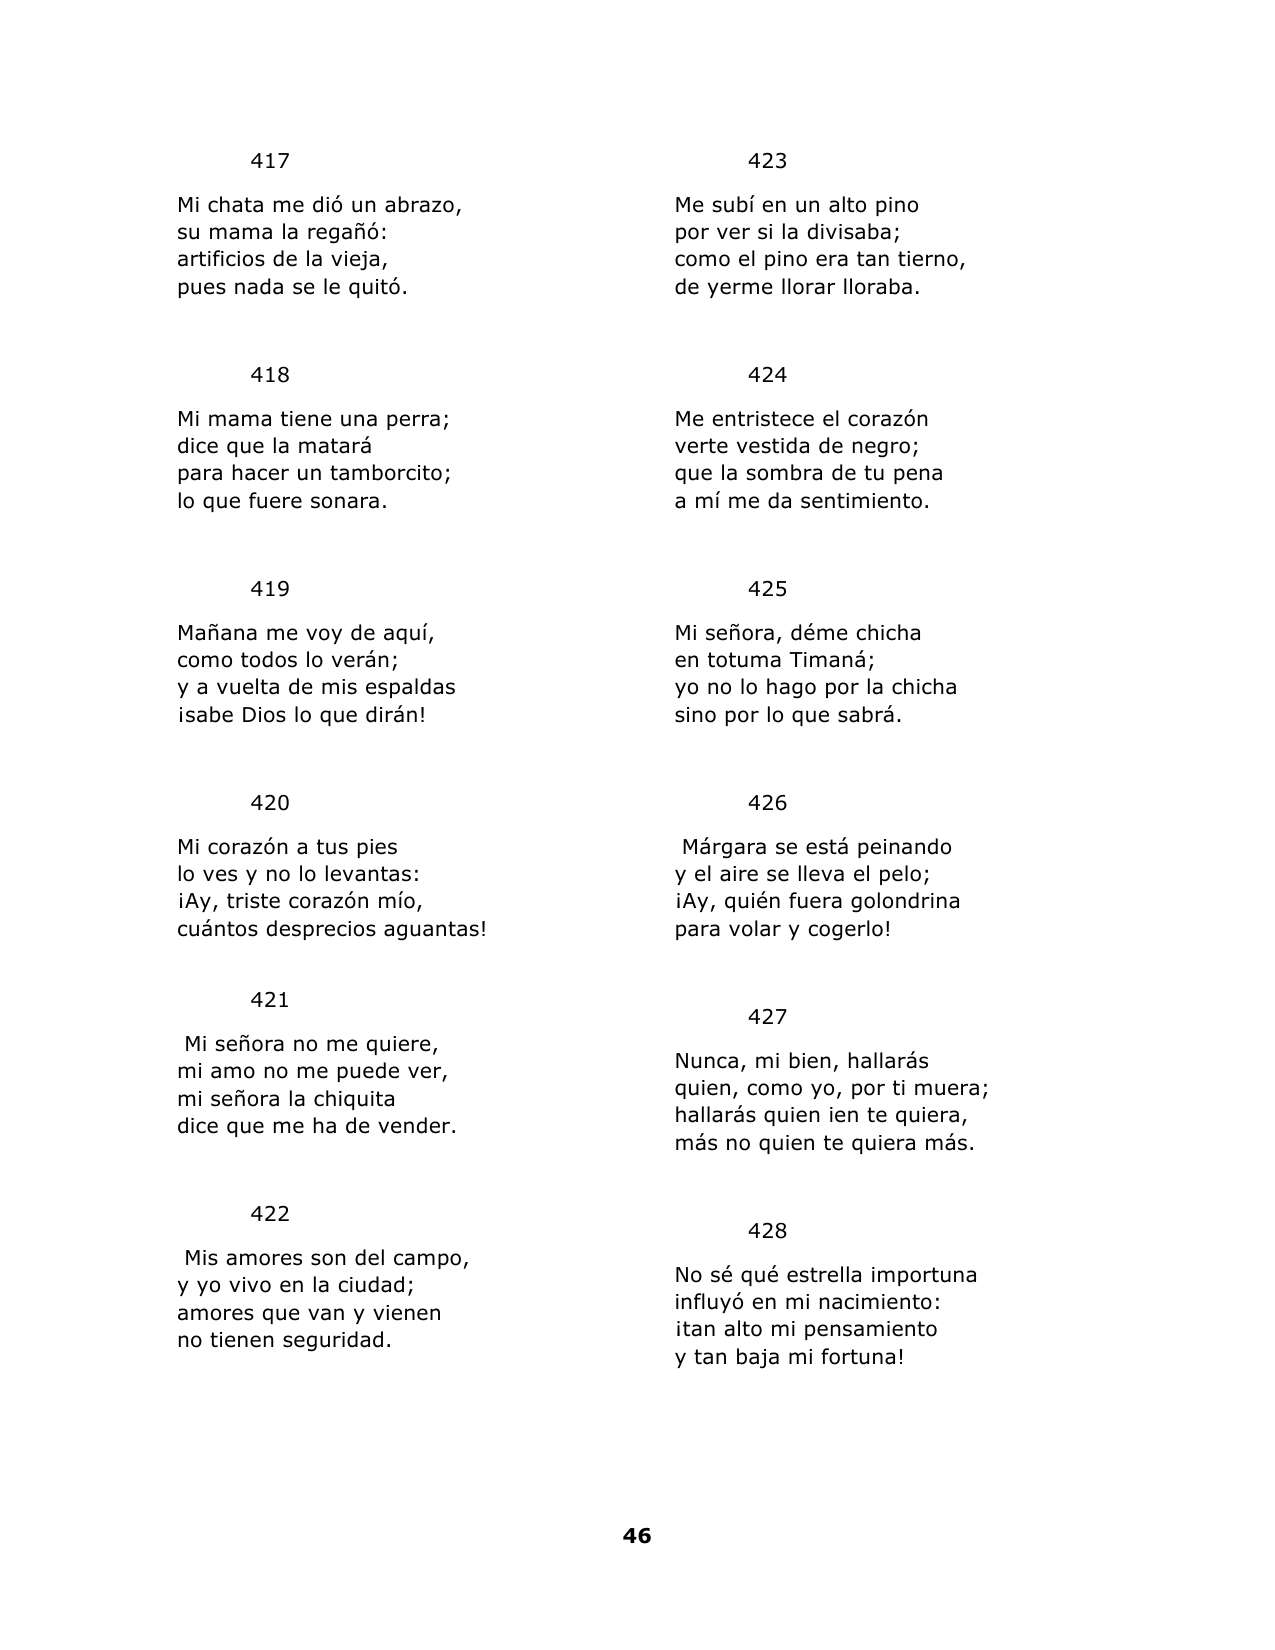 417
Mi chata me dió un abrazo,
su mama la regañó:
artificios de la vieja,
pues nada se le quitó.
418
Mi mama tiene una perra;
dice que la matará
para hacer un tamborcito;
lo que fuere sonara.
419
Mañana me voy de aquí,
como todos lo verán;
y a vuelta de mis espaldas
¡sabe Dios lo que dirán!
420
Mi corazón a tus pies
lo ves y no lo levantas:
¡Ay, triste corazón mío,
cuántos desprecios aguantas!
421
Mi señora no me quiere,
mi amo no me puede ver,
mi señora la chiquita
dice que me ha de vender.
422
Mis amores son del campo,
y yo vivo en la ciudad;
amores que van y vienen
no tienen seguridad.
423
Me subí en un alto pino
por ver si la divisaba;
como el pino era tan tierno,
de yerme llorar lloraba.
424
Me entristece el corazón
verte vestida de negro;
que la sombra de tu pena
a mí me da sentimiento.
425
Mi señora, déme chicha
en totuma Timaná;
yo no lo hago por la chicha
sino por lo que sabrá.
426
Márgara se está peinando
y el aire se lleva el pelo;
¡Ay, quién fuera golondrina
para volar y cogerlo!
427
Nunca, mi bien, hallarás
quien, como yo, por ti muera;
hallarás quien ien te quiera,
más no quien te quiera más.
428
No sé qué estrella importuna
influyó en mi nacimiento:
¡tan alto mi pensamiento
y tan baja mi fortuna!
46